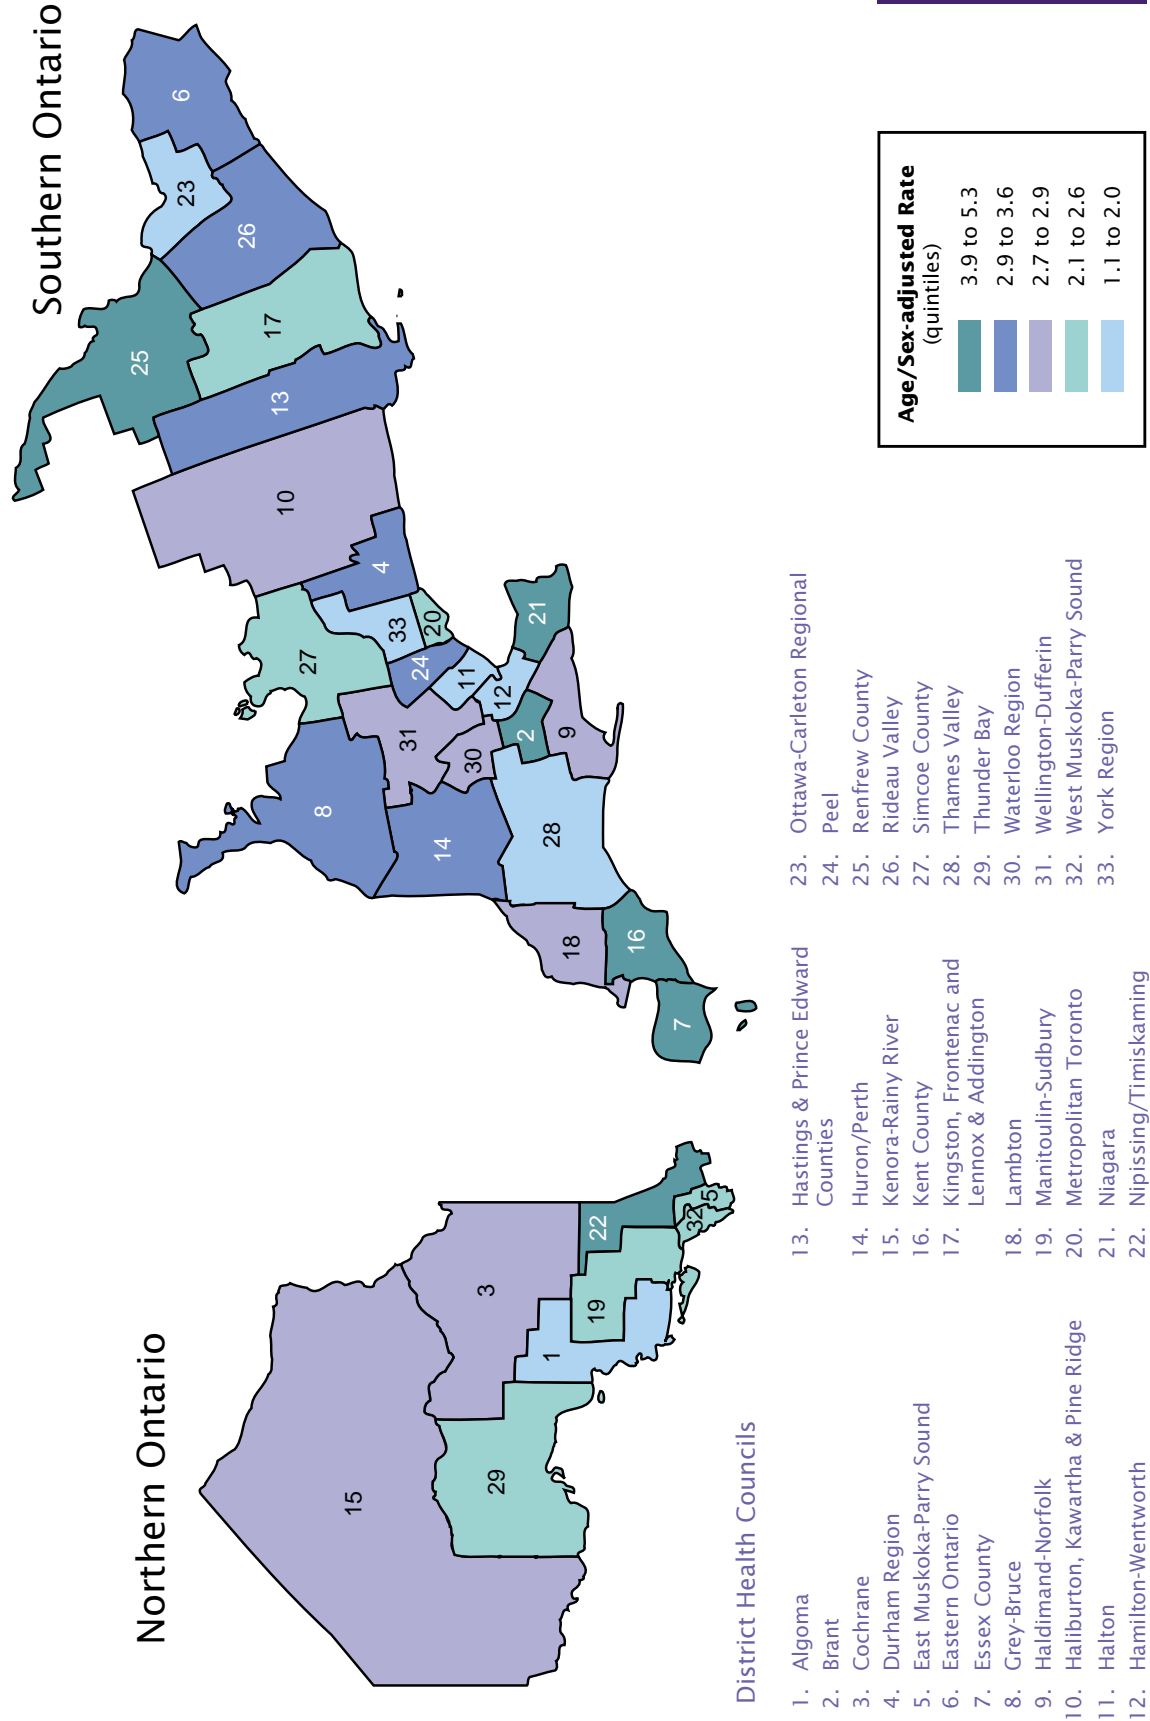 Northern Ontario
Southern Ontario
15
29
3
1
19
22
32
5
7
16
18
28
14
8
9
2
30
31
12
11
24
33
20
21
27
4
10
13
17
25
26
23
6
District Health Councils
1. Algoma
2. Brant
3. Cochrane
4. Durham Region
5. East Muskoka-Parry Sound
6. Eastern Ontario
7. Essex County
8. Grey-Bruce
9. Haldimand-Norfolk
10. Haliburton, Kawartha & Pine Ridge
11. Halton
12. Hamilton-Wentworth
13. Hastings & Prince Edward
Counties
14. Huron/Perth
15. Kenora-Rainy River
16. Kent County
17. Kingston, Frontenac and
Lennox & Addington
18. Lambton
19. Manitoulin-Sudbury
20. Metropolitan Toronto
21. Niagara
22. Nipissing/Timiskaming
23. Ottawa-Carleton Regional
24. Peel
25. Renfrew County
26. Rideau Valley
27. Simcoe County
28. Thames Valley
29. Thunder Bay
30. Waterloo Region
31. Wellington-Dufferin
32. West Muskoka-Parry Sound
33. York Region
Age/Sex-adjusted Rate
(quintiles)
3.9 to 5.3
2.9 to 3.6
2.7 to 2.9
2.1 to 2.6
1.1 to 2.0